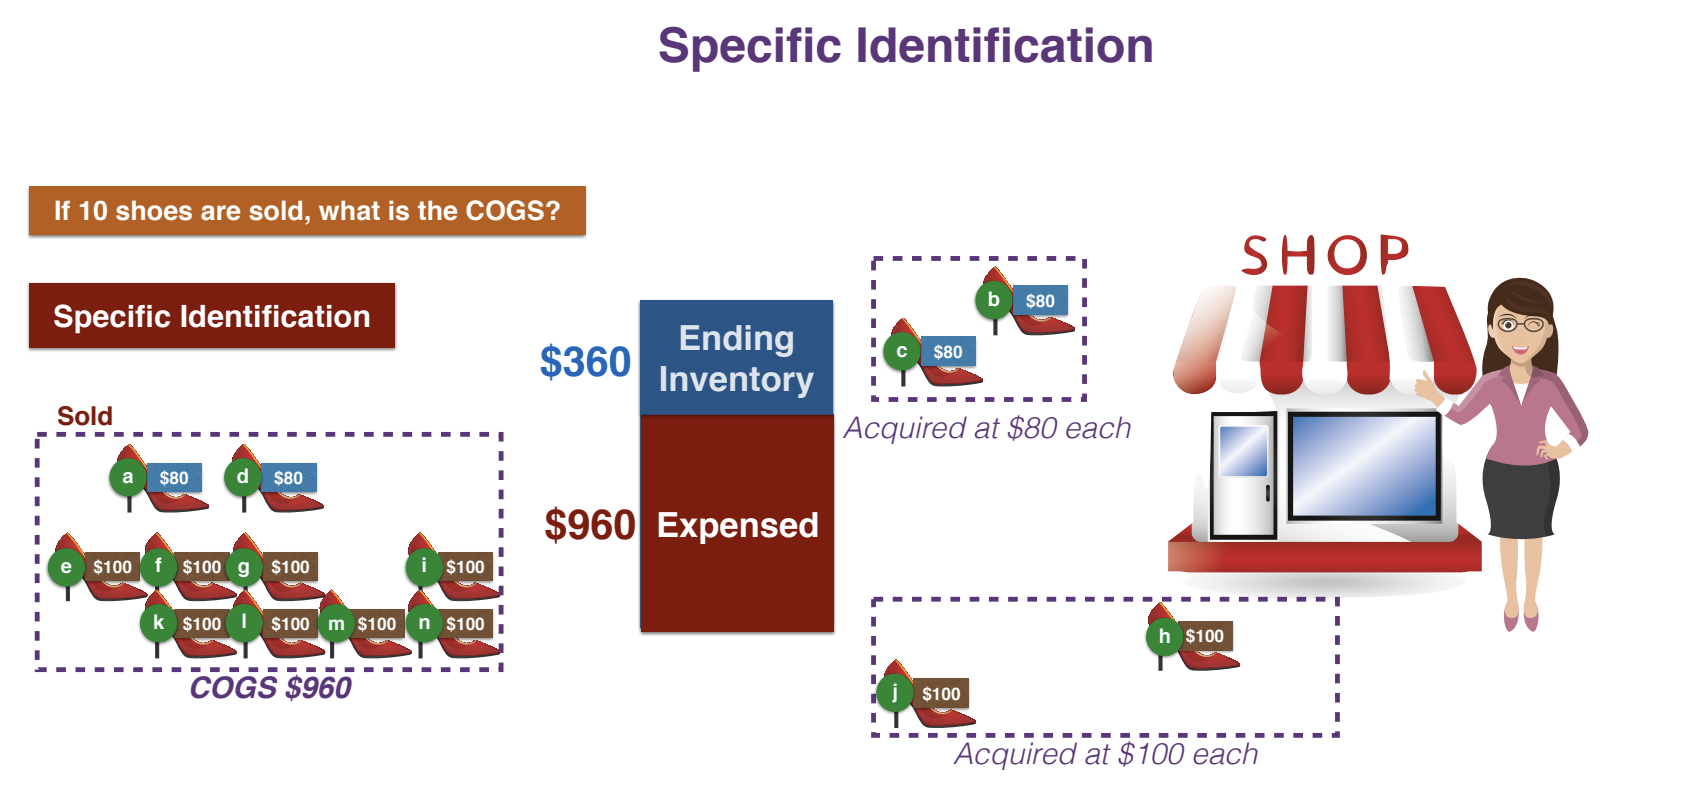 Specific Identification
If 10 shoes are sold, what is the COGS?
Specific Identification
Sold
a $80 d $80
e $100 f $100 g $100 i $100
k $100 l $100 m $100 n $100
COGS $960
$360
Ending
Inventory
$960
Expensed
b $80
c $80
Acquired at $80 each
SHOP
h $100
j $100
Acquired at $100 each